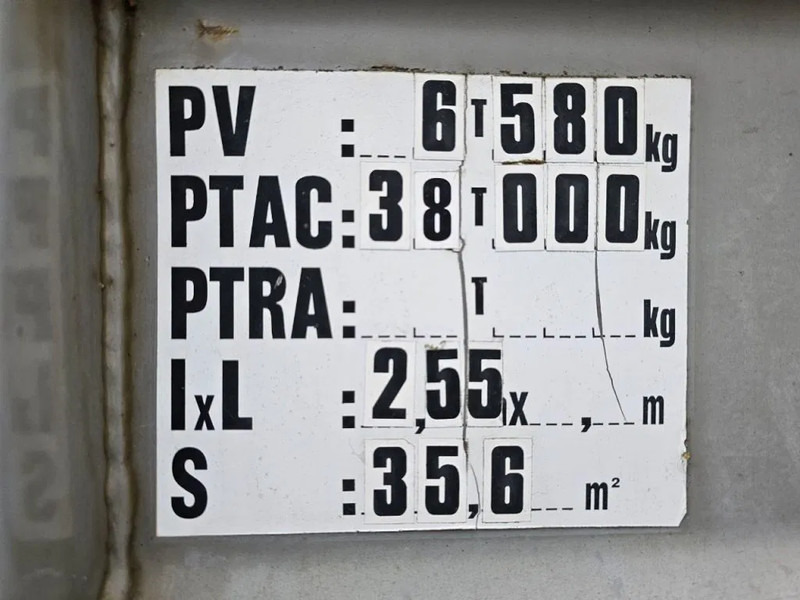 PV : 6 T 580 kg
PTAC : 38 T 000 kg
PTRA : T kg
IxL : 2,55 x , m
S : 35,6 m²